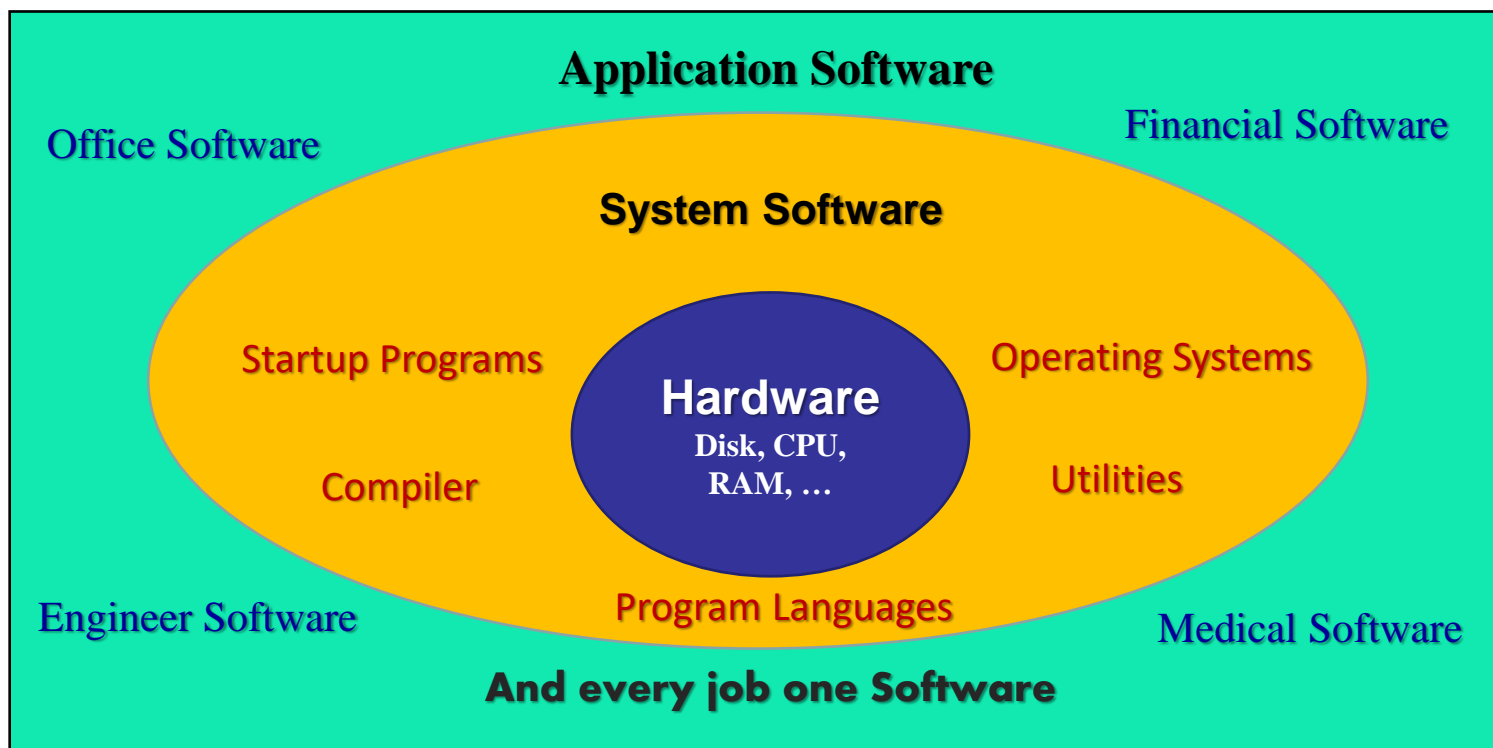 Application Software
Office Software
Financial Software
System Software
Startup Programs
Operating Systems
Hardware
Disk, CPU,
RAM, …
Compiler
Utilities
Program Languages
Engineer Software
Medical Software
And every job one Software